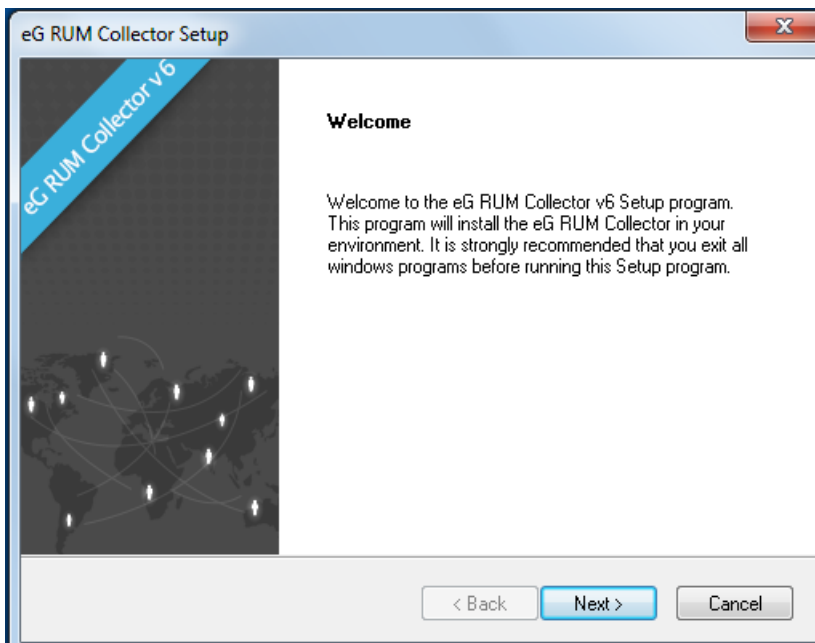 eG RUM Collector Setup
eG RUM Collector v6
Welcome
Welcome to the eG RUM Collector v6 Setup program.
This program will install the eG RUM Collector in your
environment. It is strongly recommended that you exit all
windows programs before running this Setup program.
< Back
Next >
Cancel